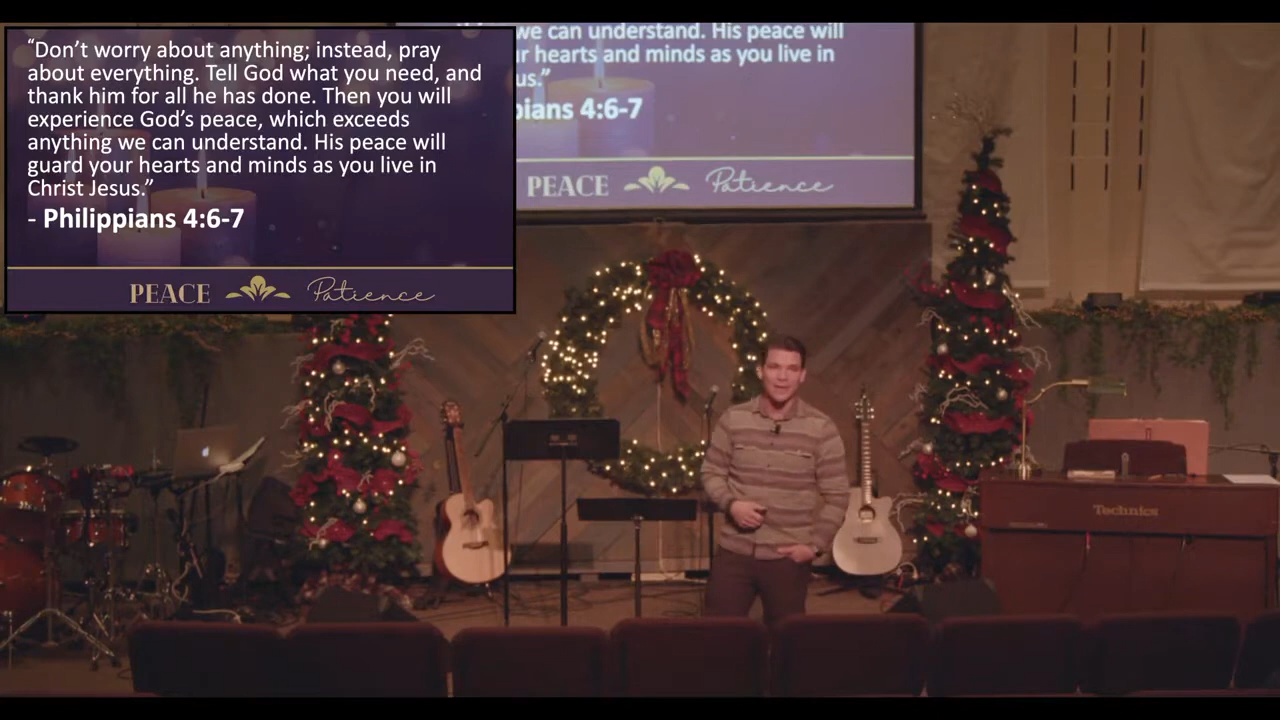 “Don’t worry about anything; instead, pray
about everything. Tell God what you need, and
thank him for all he has done. Then you will
experience God’s peace, which exceeds
anything we can understand. His peace will
guard your hearts and minds as you live in
Christ Jesus.”
- Philippians 4:6-7
PEACE Patience
we can understand. His peace will
r hearts and minds as you live in
us.”
pians 4:6-7
PEACE Patience
Technics